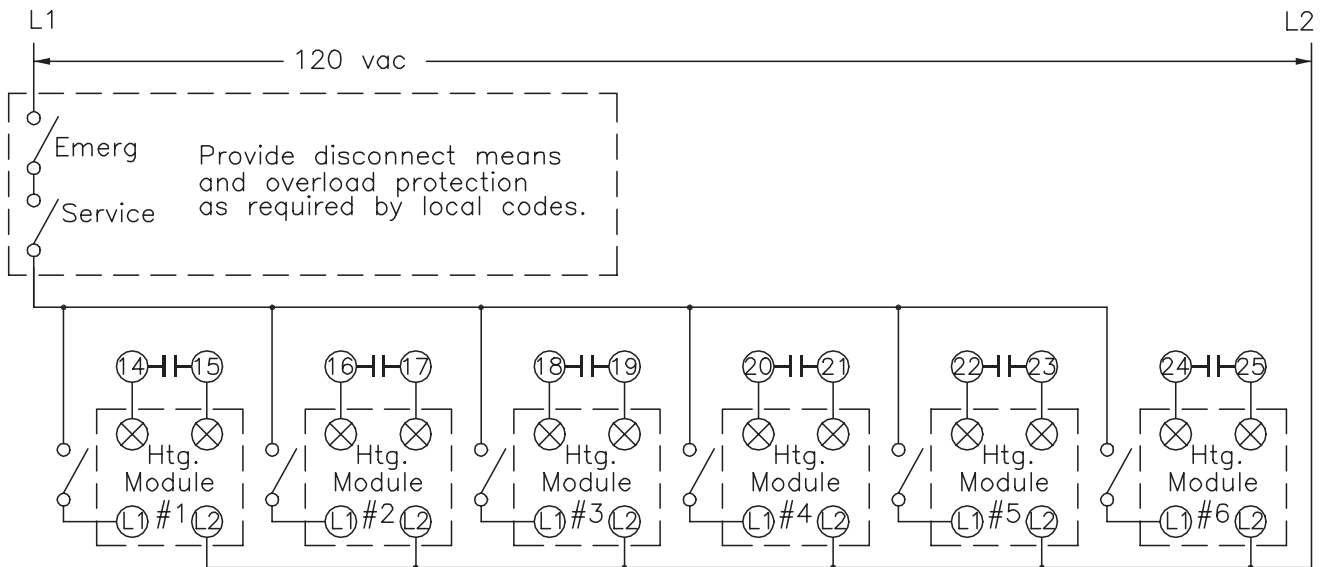 L1
L2
120 vac
Emerg
Provide disconnect means
and overload protection
as required by local codes.
Service
14 15 16 17 18 19 20 21 22 23 24 25
Htg. Htg. Htg. Htg. Htg. Htg.
Module Module Module Module Module Module
L1 #1 L2 L1 #2 L2 L1 #3 L2 L1 #4 L2 L1 #5 L2 L1 #6 L2